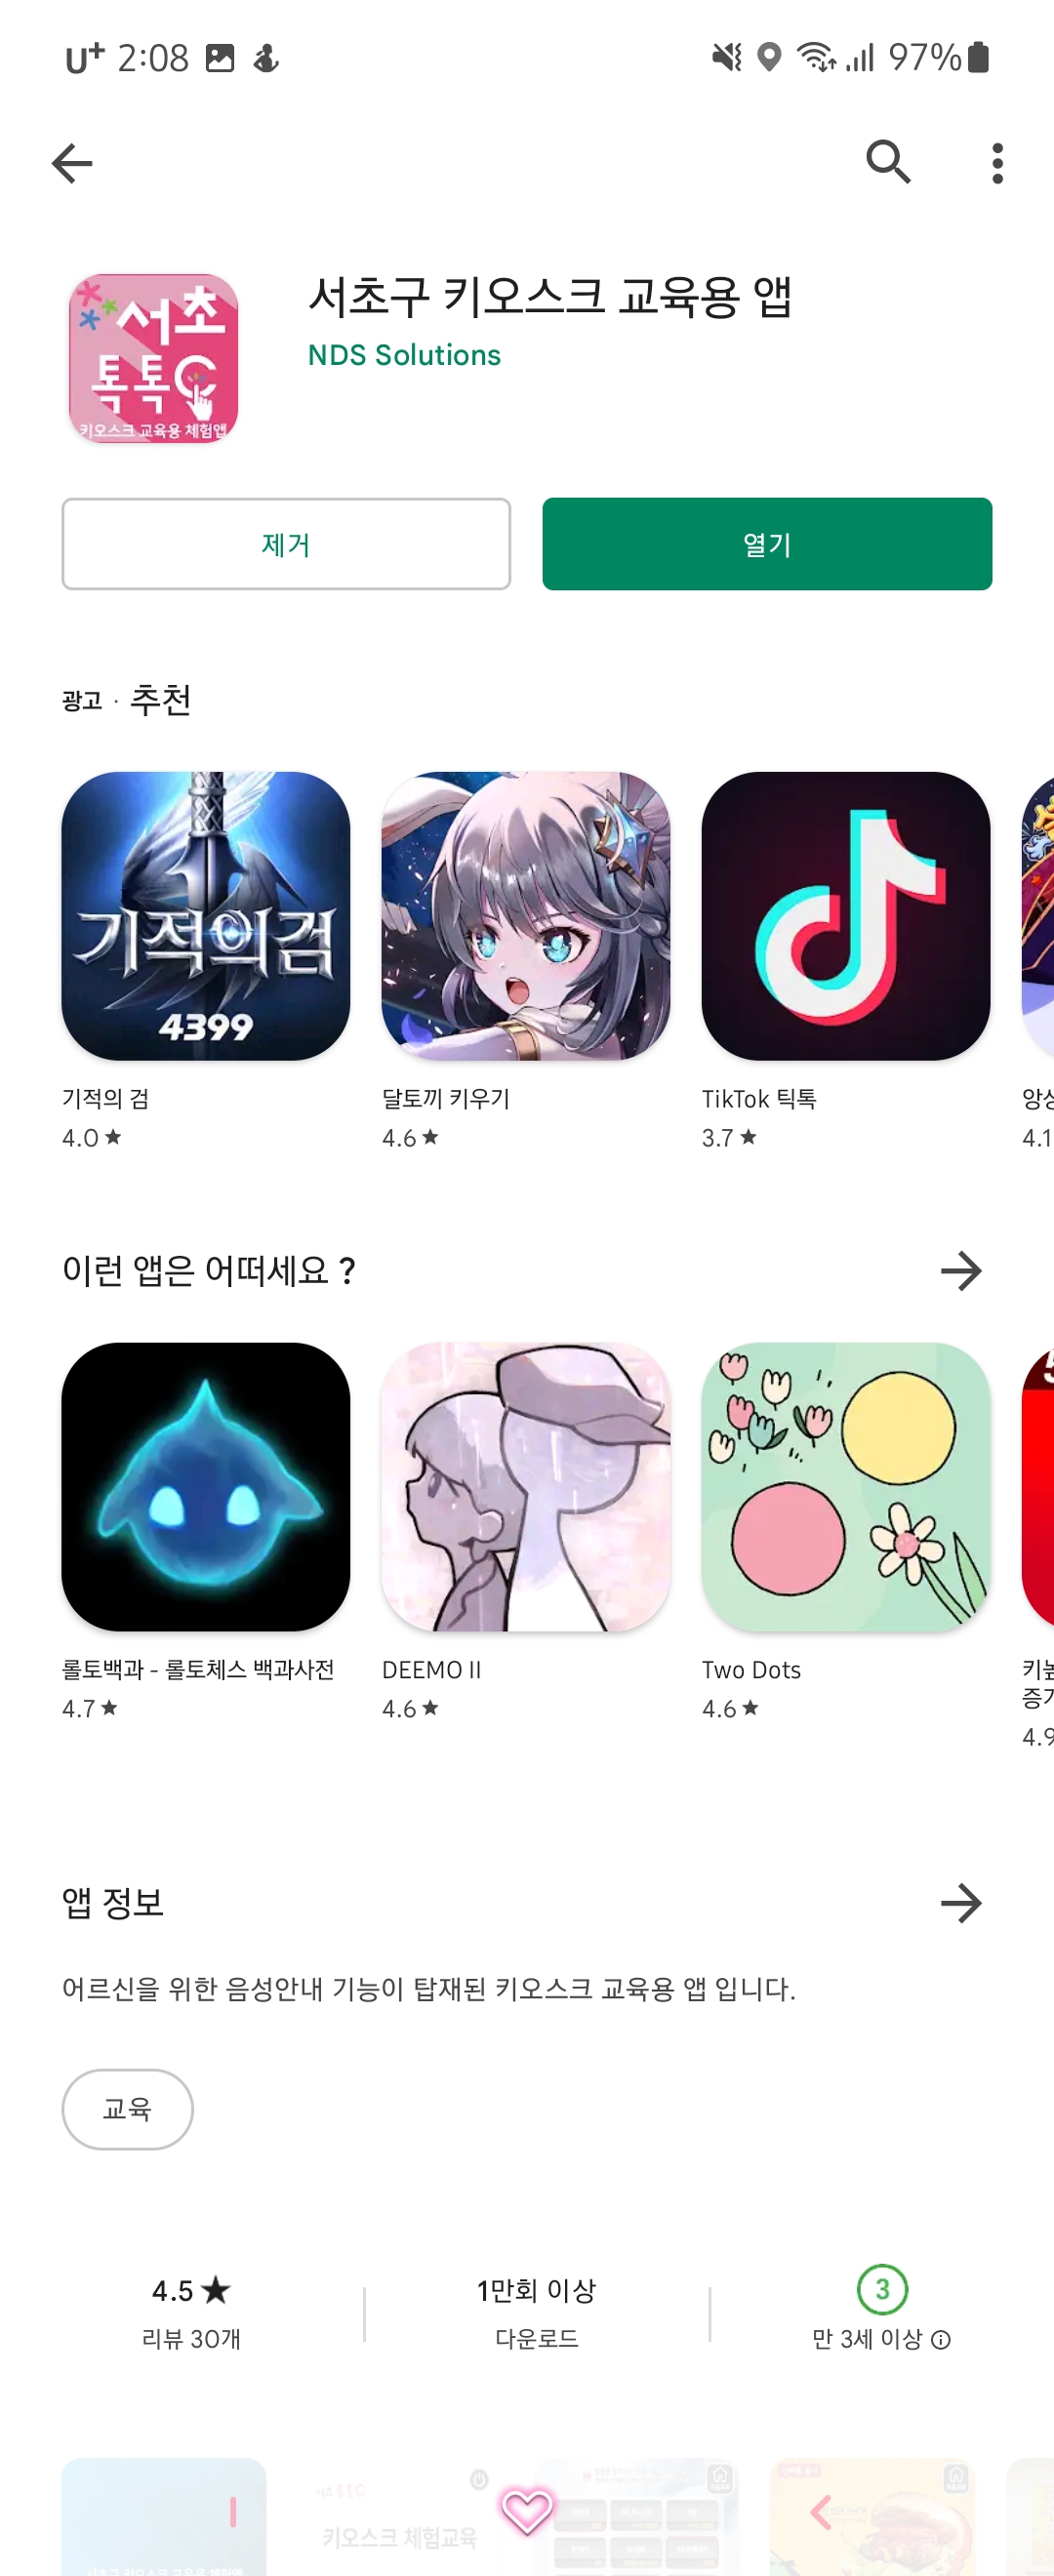 U+ 2:08 97%
서초구 키오스크 교육용 앱
NDS Solutions
서초
톡톡C
키오스크 교육용 체험앱
제거
열기
광고 · 추천
기적의검
4399
기적의 검
4.0 ★
달토끼 키우기
4.6 ★
TikTok 틱톡
3.7 ★
4.1
이런 앱은 어떠세요 ?
롤토백과 - 롤토체스 백과사전
4.7 ★
DEEMO II
4.6 ★
Two Dots
4.6 ★
증
4.9
앱 정보
어르신을 위한 음성안내 기능이 탑재된 키오스크 교육용 앱 입니다.
교육
4.5 ★
리뷰 30개
1만회 이상
다운로드
3
만 3세 이상
서초 톡톡C
키오스크 체험교육